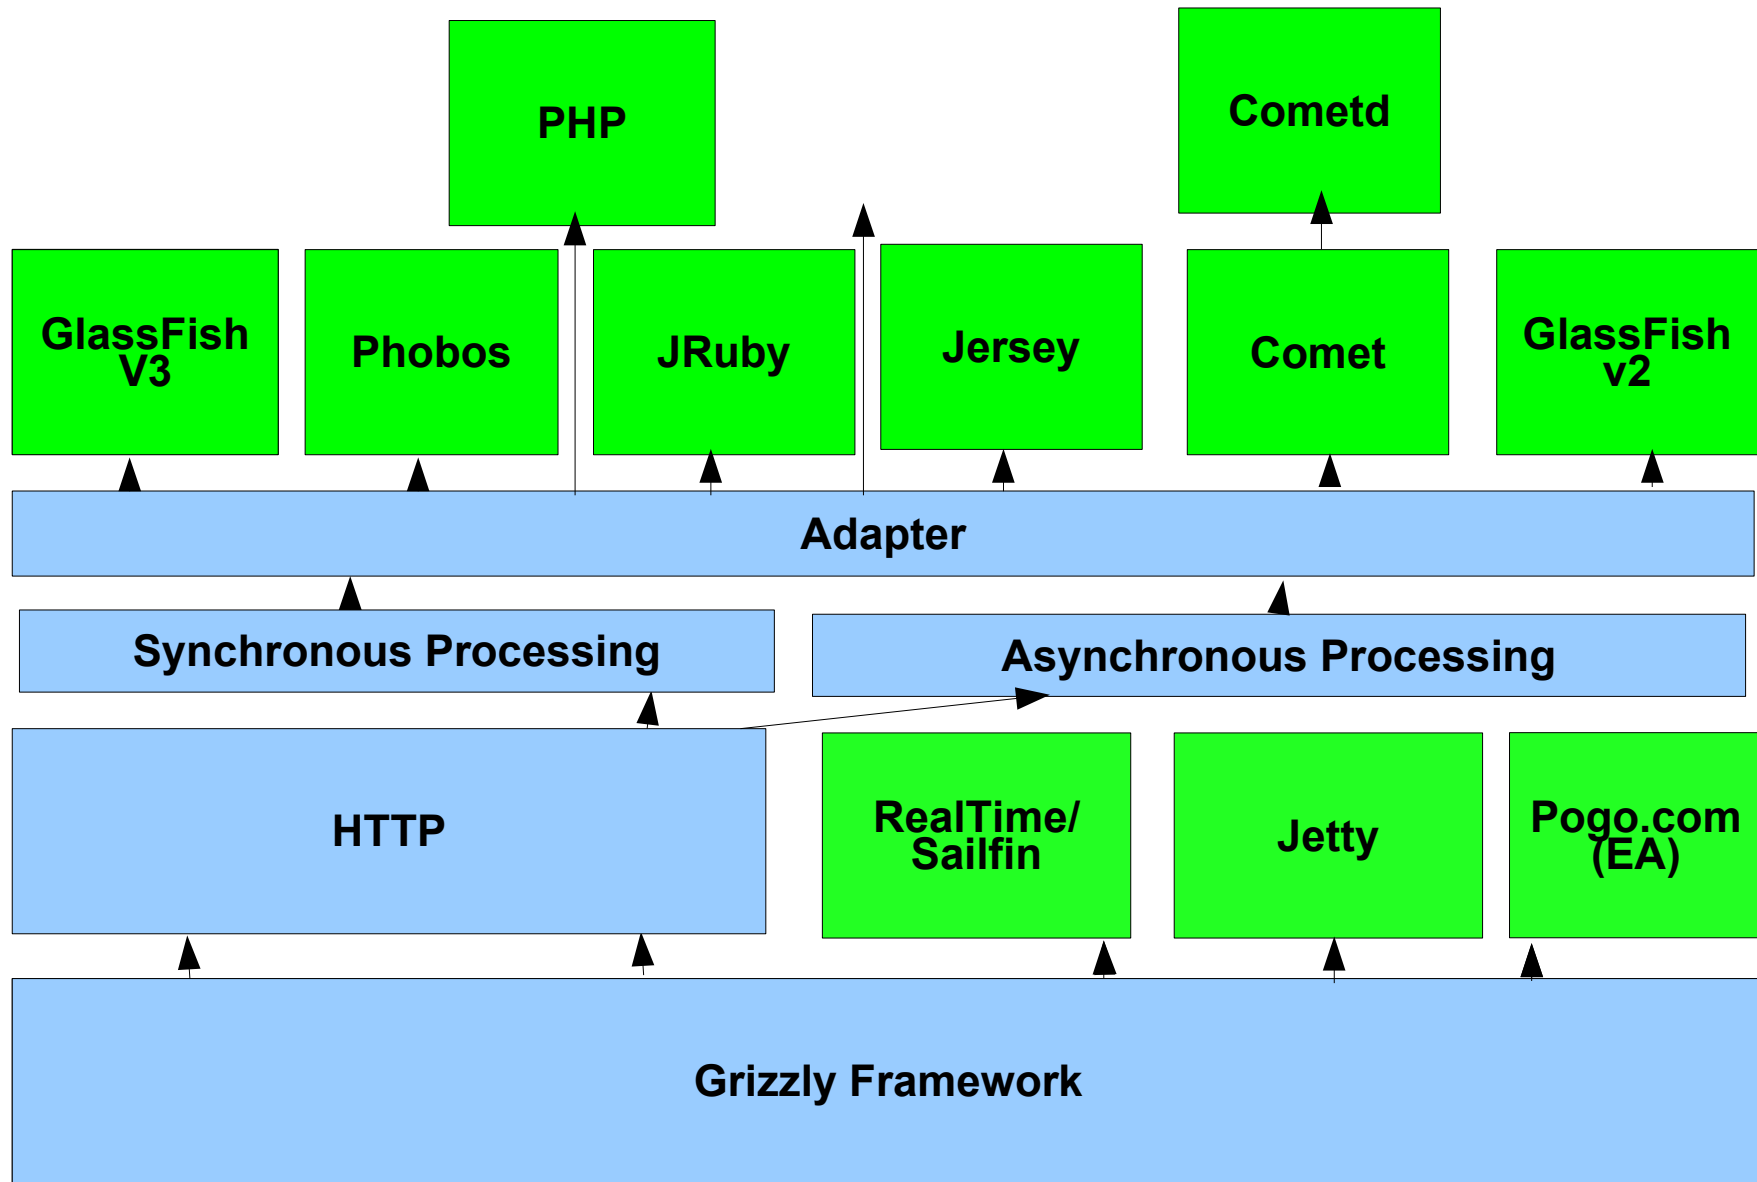 PHP
Cometd
GlassFish
V3
Phobos
JRuby
Jersey
Comet
GlassFish
v2
Adapter
Synchronous Processing
Asynchronous Processing
HTTP
RealTime/
Sailfin
Jetty
Pogo.com
(EA)
Grizzly Framework